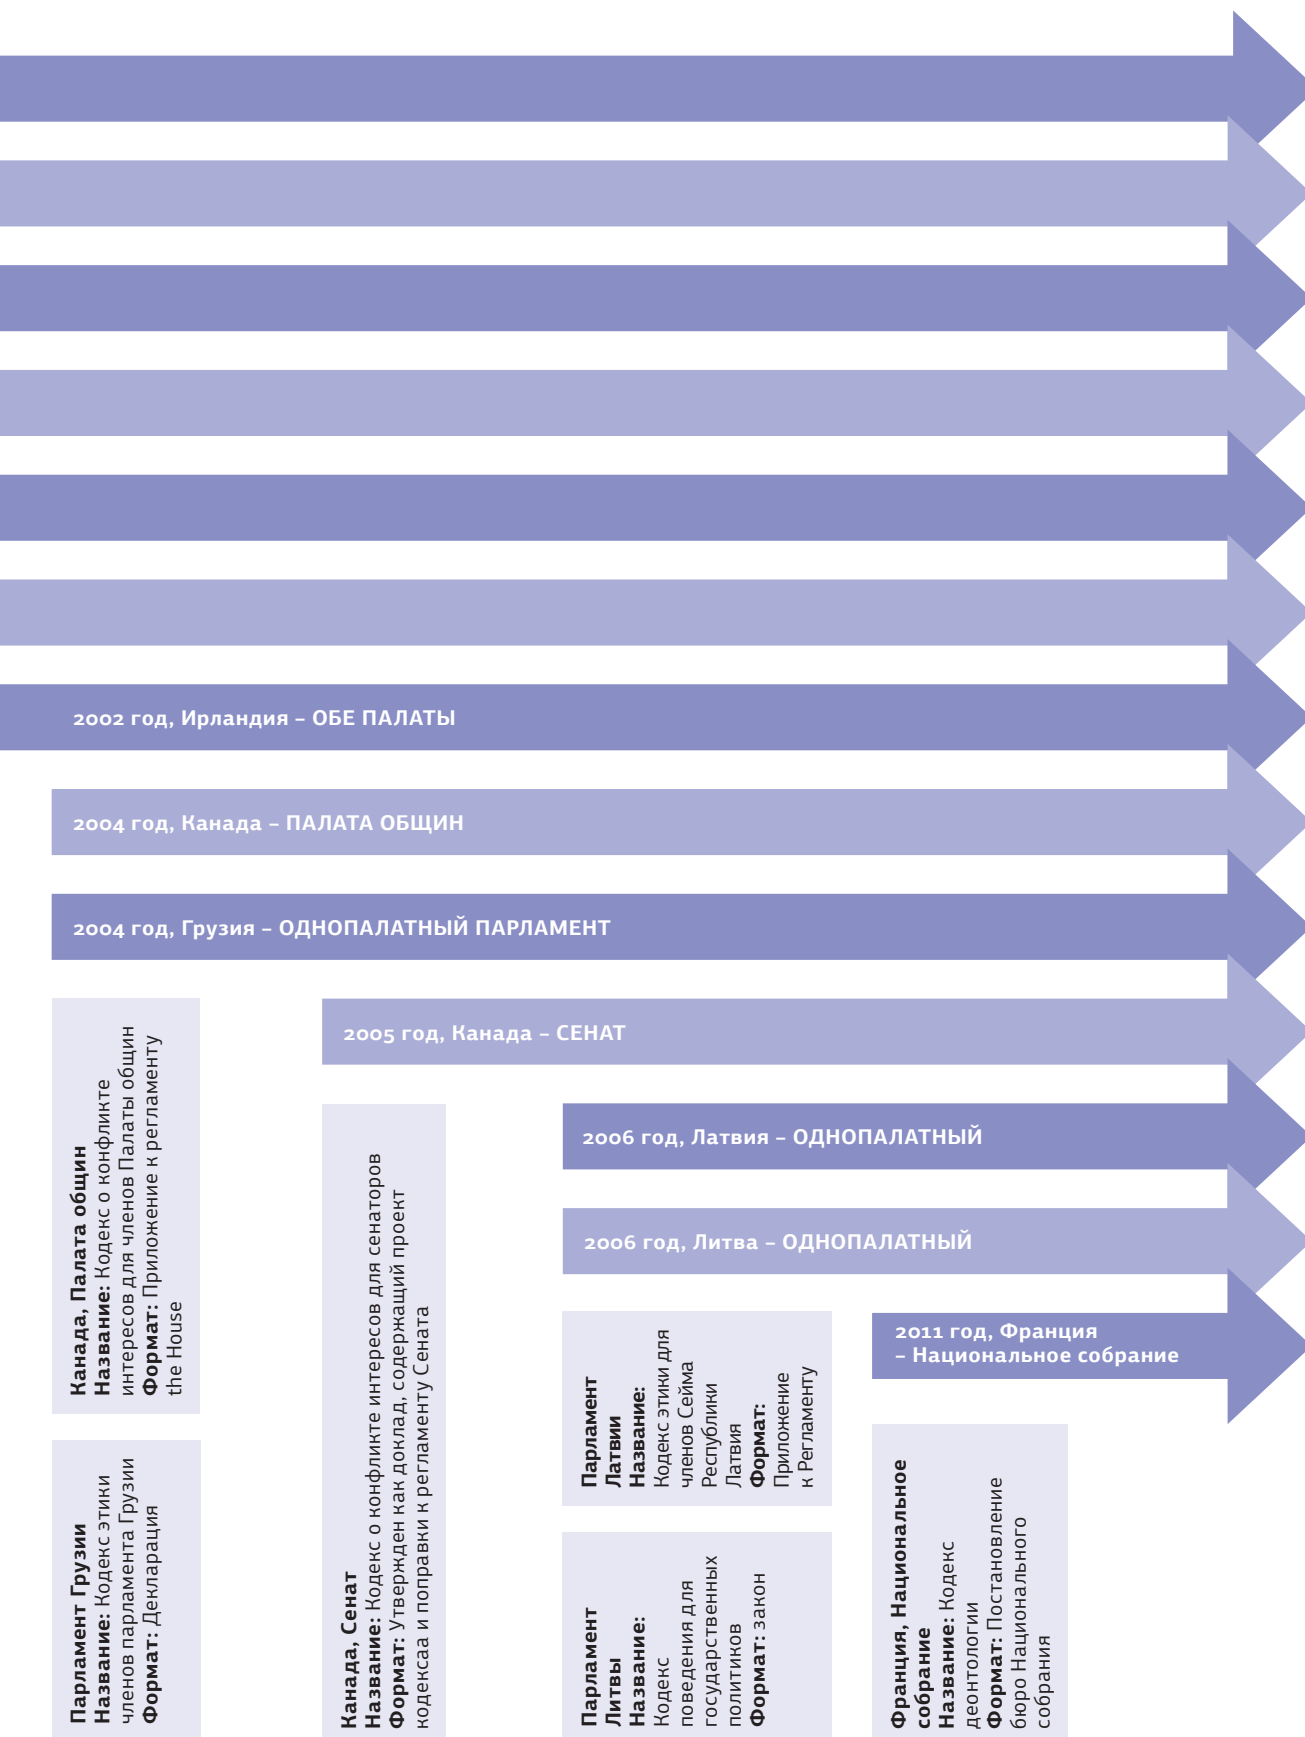 2002 год, Ирландия – ОБЕ ПАЛАТЫ
2004 год, Канада – ПАЛАТА ОБЩИН
2004 год, Грузия – ОДНОПАЛАТНЫЙ ПАРЛАМЕНТ
2005 год, Канада – СЕНАТ
2006 год, Латвия – ОДНОПАЛАТНЫЙ
2006 год, Литва – ОДНОПАЛАТНЫЙ
2011 год, Франция
– Национальное собрание
Канада, Палата общин
Название: Кодекс о конфликте
интересов для членов Палаты общин
Формат: Приложение к регламенту
the House
Парламент Грузии
Название: Кодекс этики
членов парламента Грузии
Формат: Декларация
Канада, Сенат
Название: Кодекс о конфликте интересов для сенаторов
Формат: Утвержден как доклад, содержащий проект
кодексаа и поправки к регламенту Сената
Парламент
Латвии
Название:
Кодекс этики для
членов Сейма
Республики
Латвия
Формат:
Приложение
к Регламенту
Парламент
Литвы
Название:
Кодекс
поведения для
государственных
политиков
Формат: закон
Франция, Национальное
собрание
Название: Кодекс
деонтологии
Формат: Постановление
бюро Национального
собрания